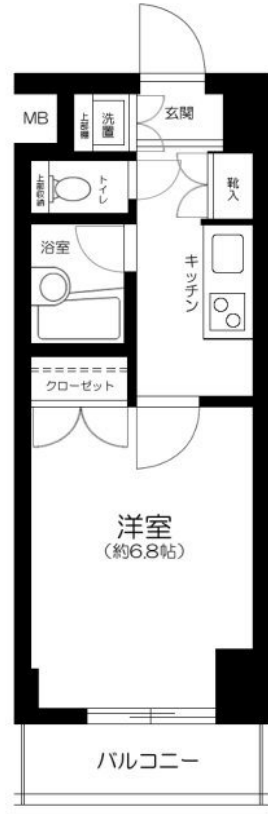 MB
上部棚
洗置
玄関
上部収納
トイレ
靴入
浴室
キッチン
クローゼット
洋室
(約6.8帖)
バルコニー